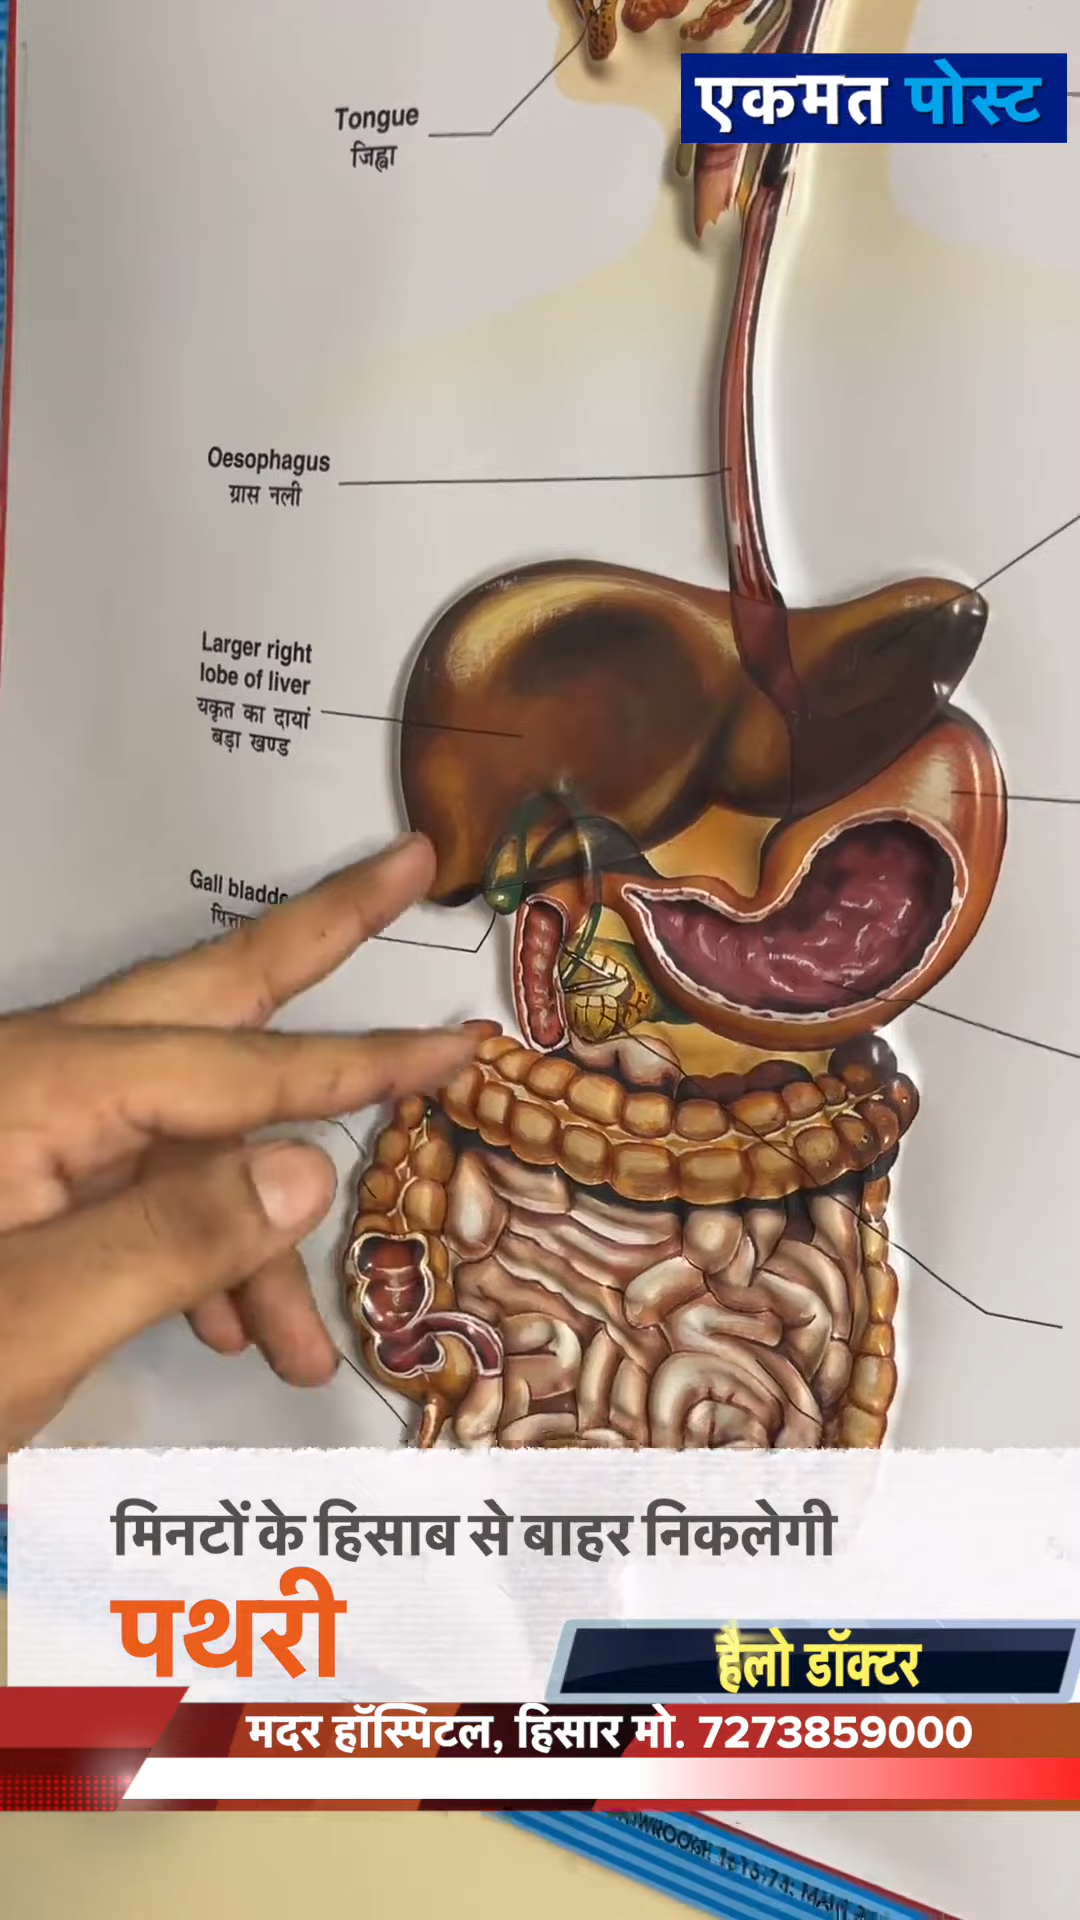 एकमत पोस्ट
Tongue
जिह्वा
Oesophagus
ग्रास नली
Larger right
lobe of liver
यकृत का दायां
बड़ा खण्ड
Gall
मिनटों के हिसाब से बाहर निकलेगी
पथरी
हैलो डॉक्टर
मदर हॉस्पिटल, हिसार मो. 7273859000